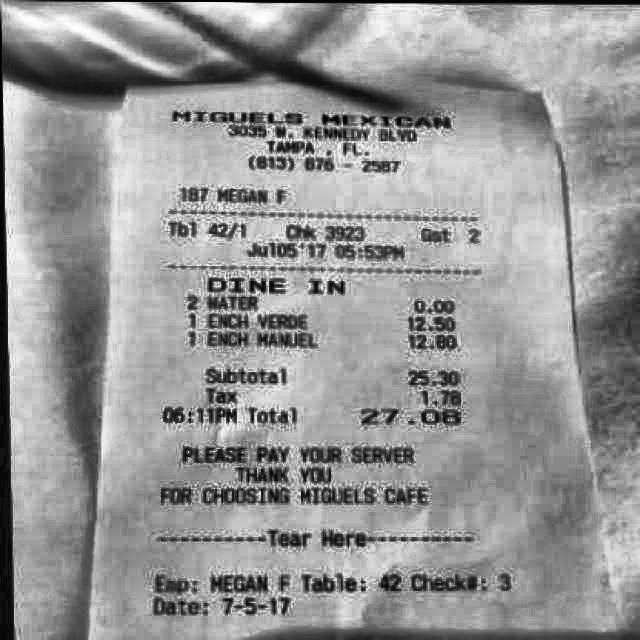 MIGUELS MEXICAN
3035 W. KENNEDY BLVD
TAMPA , FL.
(813) 876 - 2587
187 MEGAN F
Tbl 42/1 Chk 3923 Gst 2
Jul05'17 05:53PM
DINE IN
2 WATER 0.00
1 ENCH VERDE 12.50
1 ENCH MANUEL 12.80
Subtotal 25.30
Tax 1.78
06:11PM Total 27.08
PLEASE PAY YOUR SERVER
THANK YOU
FOR CHOOSING MIGUELS CAFE
-----------Tear Here-----------
Emp: MEGAN F Table: 42 Check#: 3
Date: 7-5-17